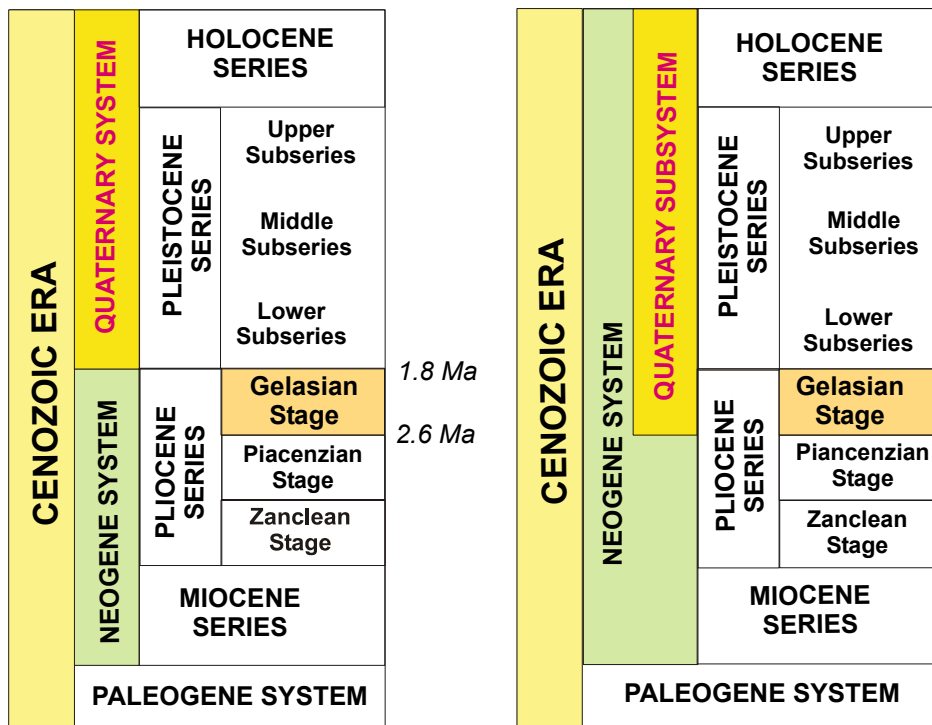 CENOZOIC ERA
QUATERNARY SYSTEM
NEOGENE SYSTEM
HOLOCENE
SERIES
PLEISTOCENE
SERIES
Upper
Subseries
Middle
Subseries
Lower
Subseries
PLIOCENE
SERIES
Gelasian
Stage
Piacenzian
Stage
Zanclean
Stage
MIOCENE
SERIES
PALEOGENE SYSTEM
1.8 Ma
2.6 Ma
CENOZOIC ERA
NEOGENE SYSTEM
QUATERNARY SUBSYSTEM
HOLOCENE
SERIES
PLEISTOCENE
SERIES
Upper
Subseries
Middle
Subseries
Lower
Subseries
PLIOCENE
SERIES
Gelasian
Stage
Piancenzian
Stage
Zanclean
Stage
MIOCENE
SERIES
PALEOGENE SYSTEM